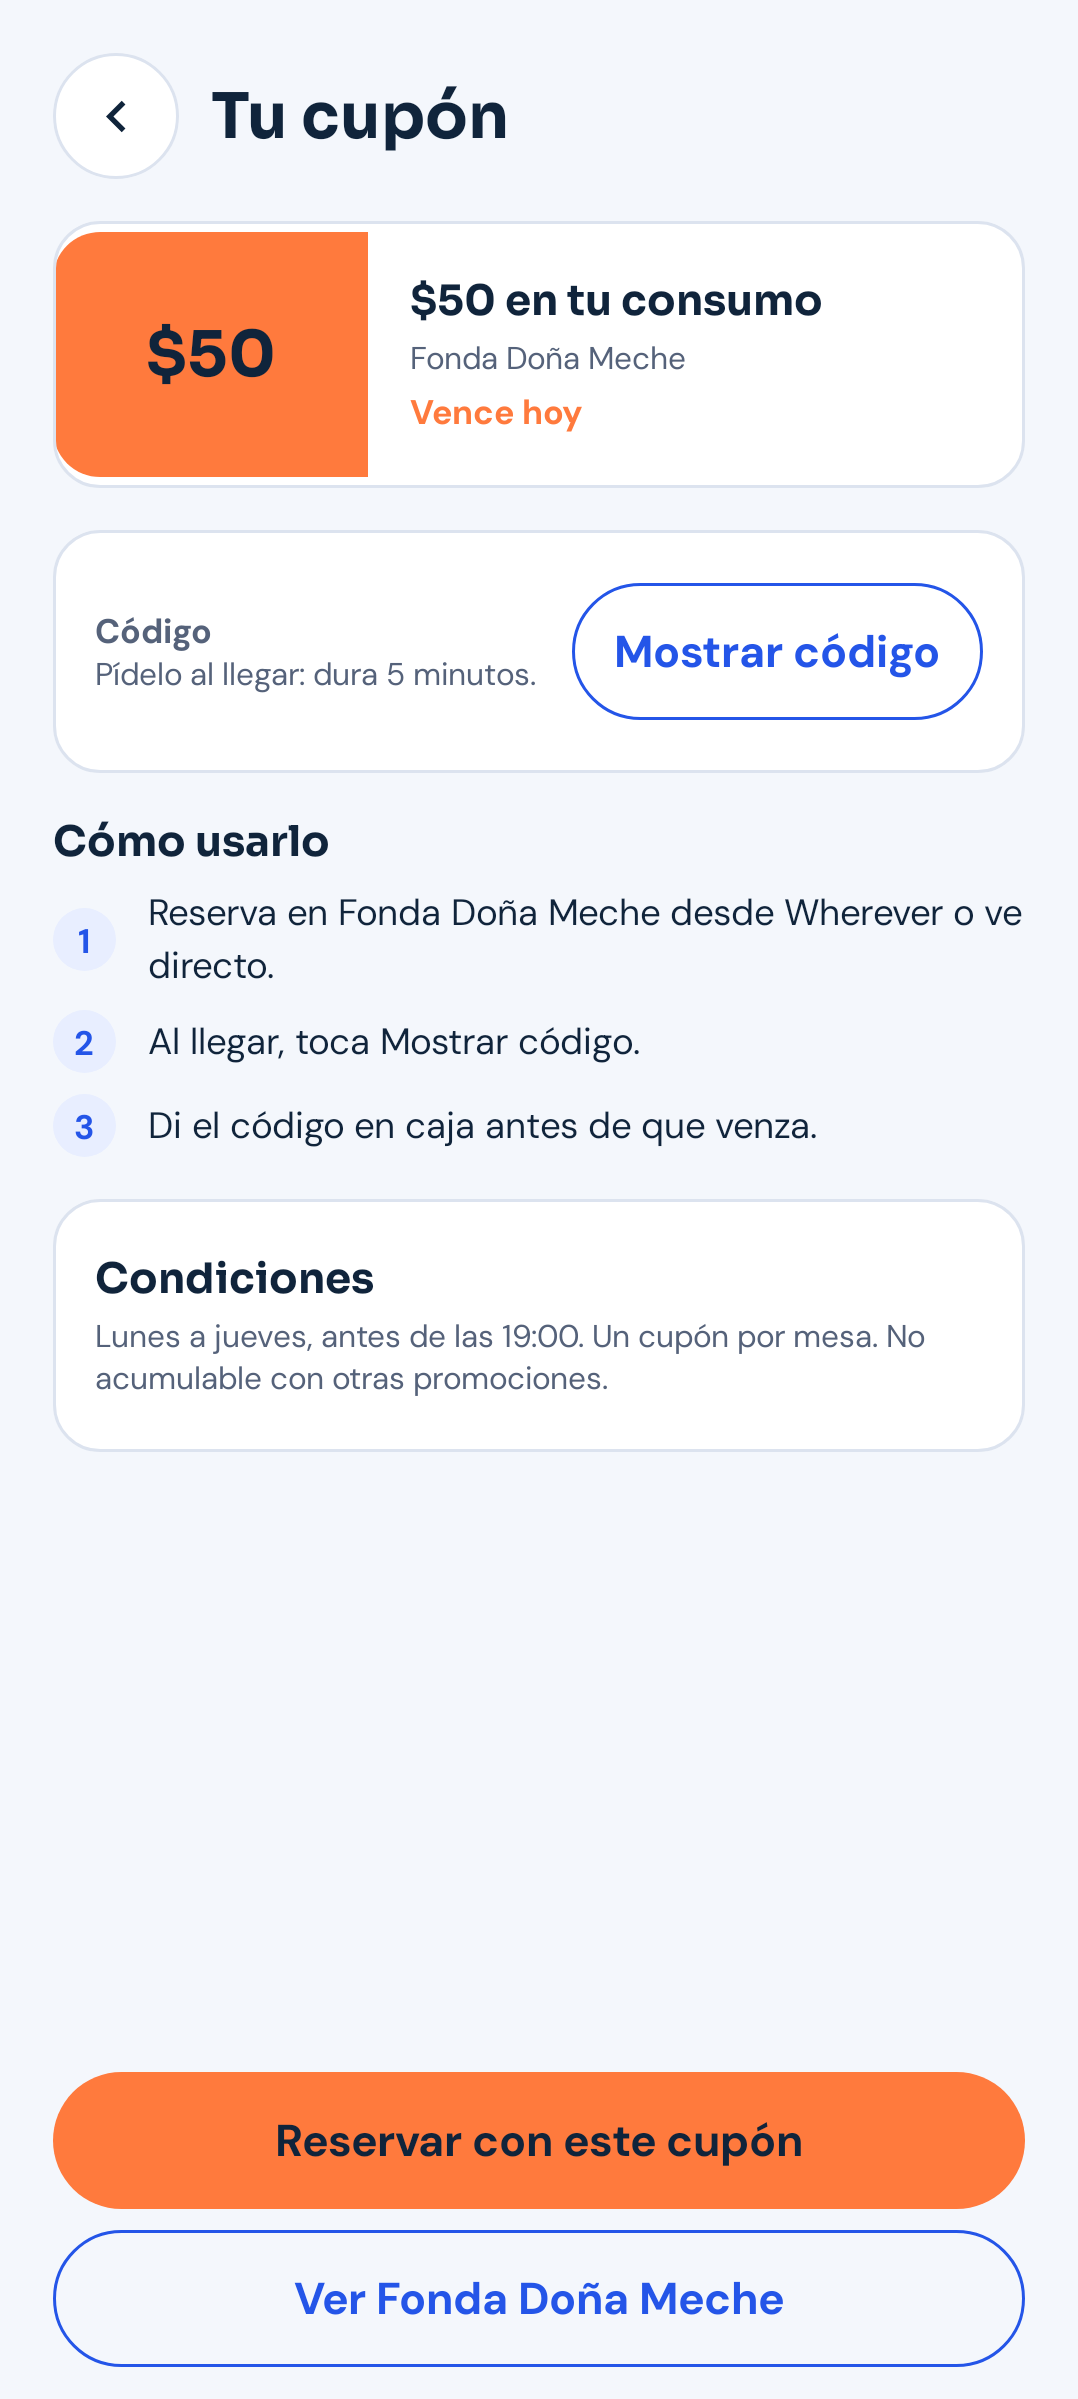 Tu cupón
$50
$50 en tu consumo
Fonda Doña Meche
Vence hoy
Código
Pídelo al llegar: dura 5 minutos.
Mostrar código
Cómo usarlo
1
Reserva en Fonda Doña Meche desde Wherever o ve
directo.
2
Al llegar, toca Mostrar código.
3
Di el código en caja antes de que venza.
Condiciones
Lunes a jueves, antes de las 19:00. Un cupón por mesa. No
acumulable con otras promociones.
Reservar con este cupón
Ver Fonda Doña Meche